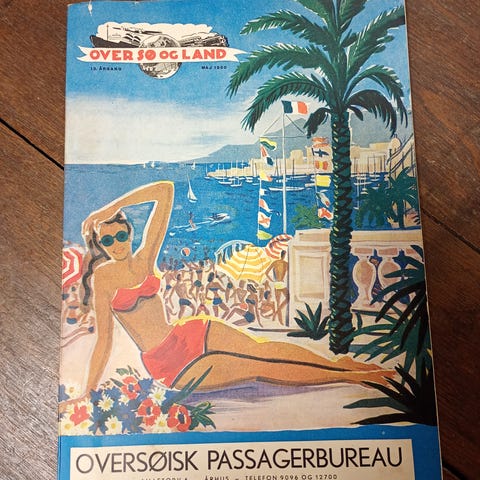 OVER SØ OG LAND
13. ÅRGANG MAJ 1950
OVERSØISK PASSAGERBUREAU
ÅRHUS – TELEFON 9096 OG 12700